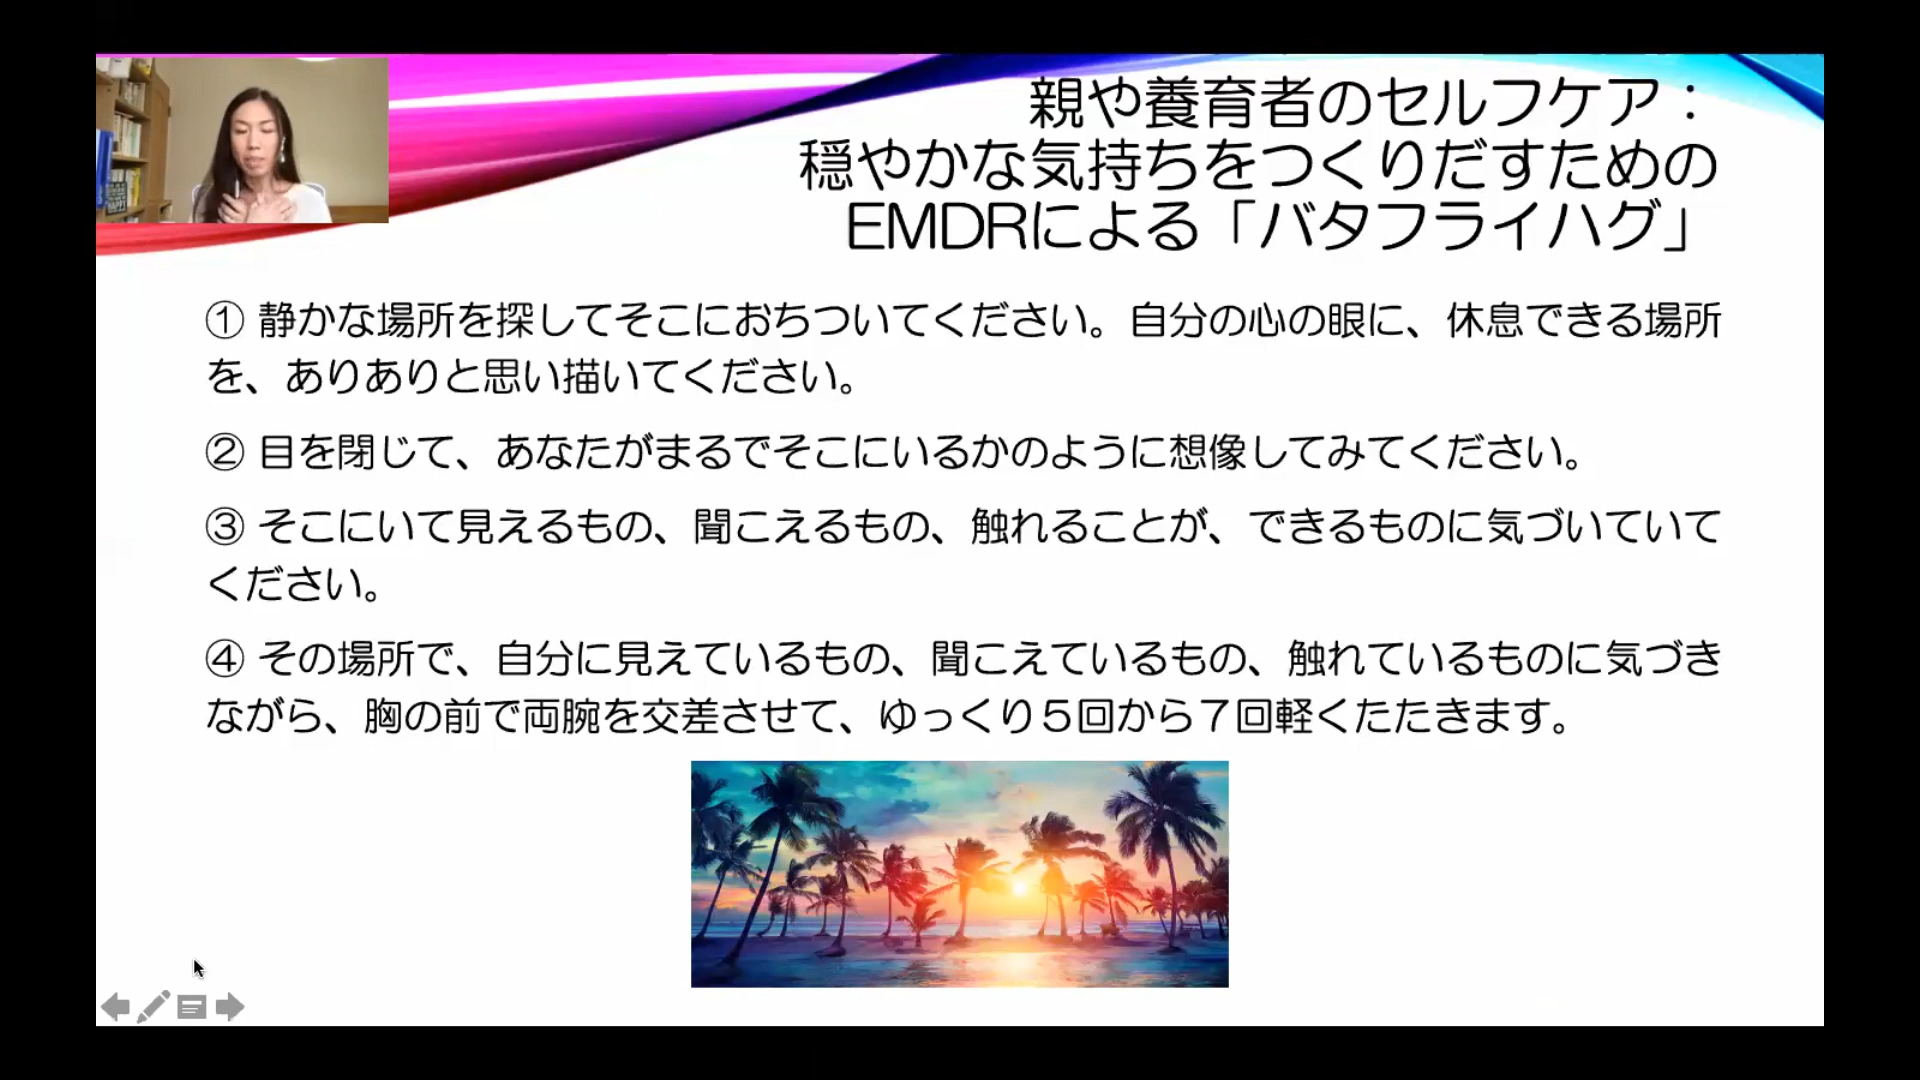 親や養育者のセルフケア：
穏やかな気持ちをつくりだすための
EMDRによる「バタフライハグ」
① 静かな場所を探してそこにおちついてください。自分の心の眼に、休息できる場所
を、ありありと思い描いてください。
② 目を閉じて、あなたがまるでそこにいるかのように想像してみてください。
③ そこにいて見えるもの、聞こえるもの、触れることが、できるものに気づいていて
ください。
④ その場所で、自分に見えているもの、聞こえているもの、触れているものに気づき
ながら、胸の前で両腕を交差させて、ゆっくり５回から７回軽くたたきます。